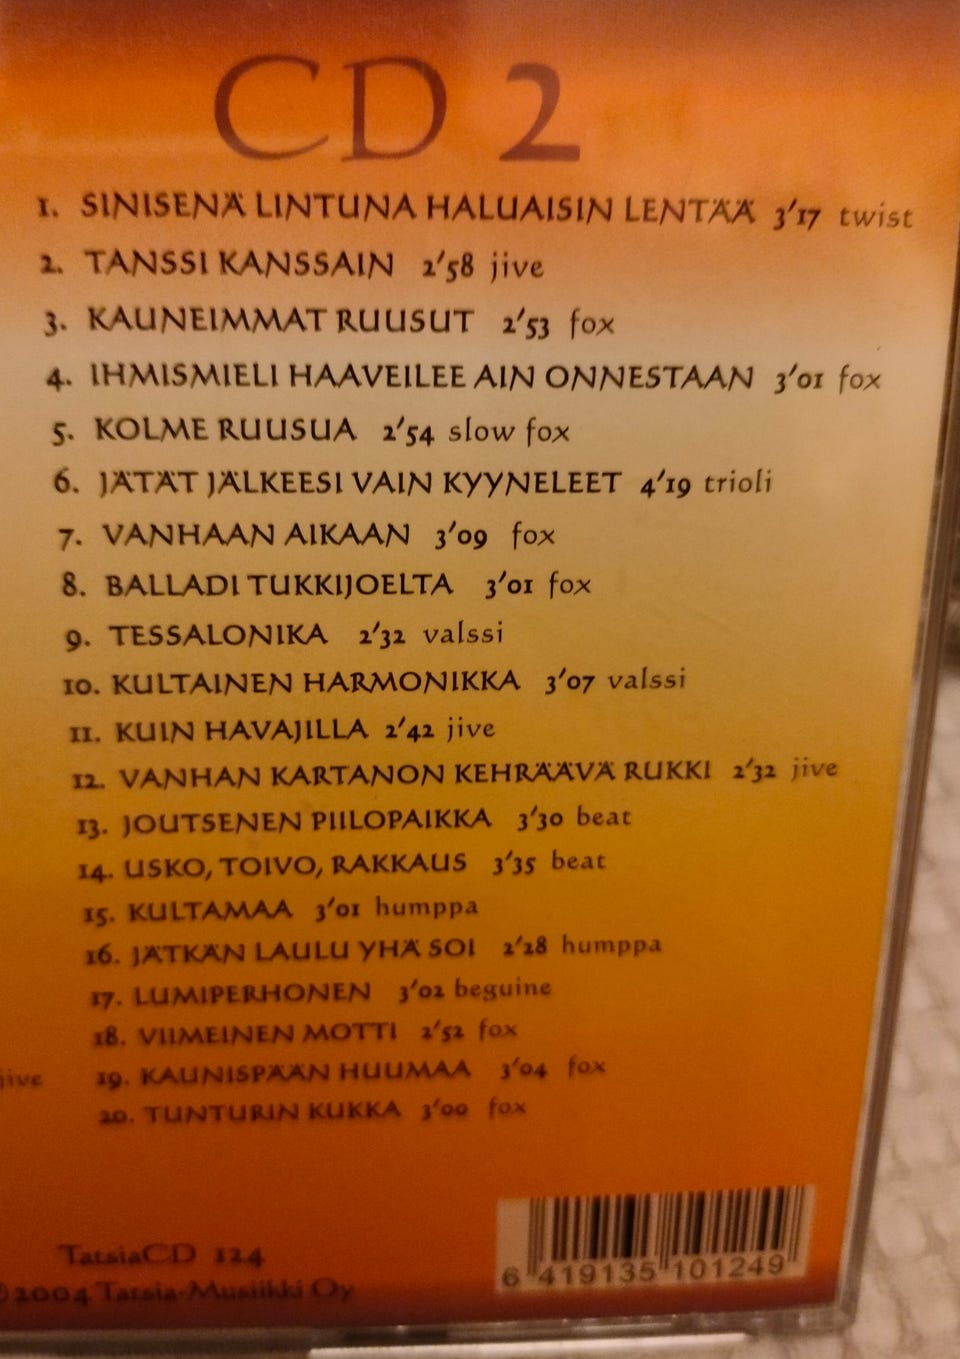 CD 2
1. SINISENÄ LINTUNA HALUAISIN LENTÄÄ 3'17 twist
2. TANSSI KANSSAIN 2'58 jive
3. KAUNEIMMAT RUUSUT 2'53 fox
4. IHMISMIELI HAAVEILEE AIN ONNESTAAN 3'01 fox
5. KOLME RUUSUA 2'54 slow fox
6. JÄTÄT JÄLKEESI VAIN KYYNELEET 4'19 trioli
7. VANHAAN AIKAAN 3'09 fox
8. BALLADI TUKKIJOELTA 3'01 fox
9. TESSALONIKA 2'32 valssi
10. KULTAINEN HARMONIKKA 3'07 valssi
11. KUIN HAVAJILLA 2'42 jive
12. VANHAN KARTANON KEHRÄÄVÄ RUKKI 2'32 jive
13. JOUTSENEN PIILOPAIKKA 3'30 beat
14. USKO, TOIVO, RAKKAUS 3'35 beat
15. KULTAMAA 3'01 humppa
16. JÄTKÄN LAULU YHÄ SOI 2'28 humppa
17. LUMIPERHONEN 3'02 beguine
18. VIIMEINEN MOTTI 2'52 fox
jive 19. KAUNISPÄÄN HUUMAA 3'04 fox
20. TUNTURIN KUKKA 3'00 fox
TatsiaCD 124
©2004 Tatsia-Musiikki Oy
6 419135 101249